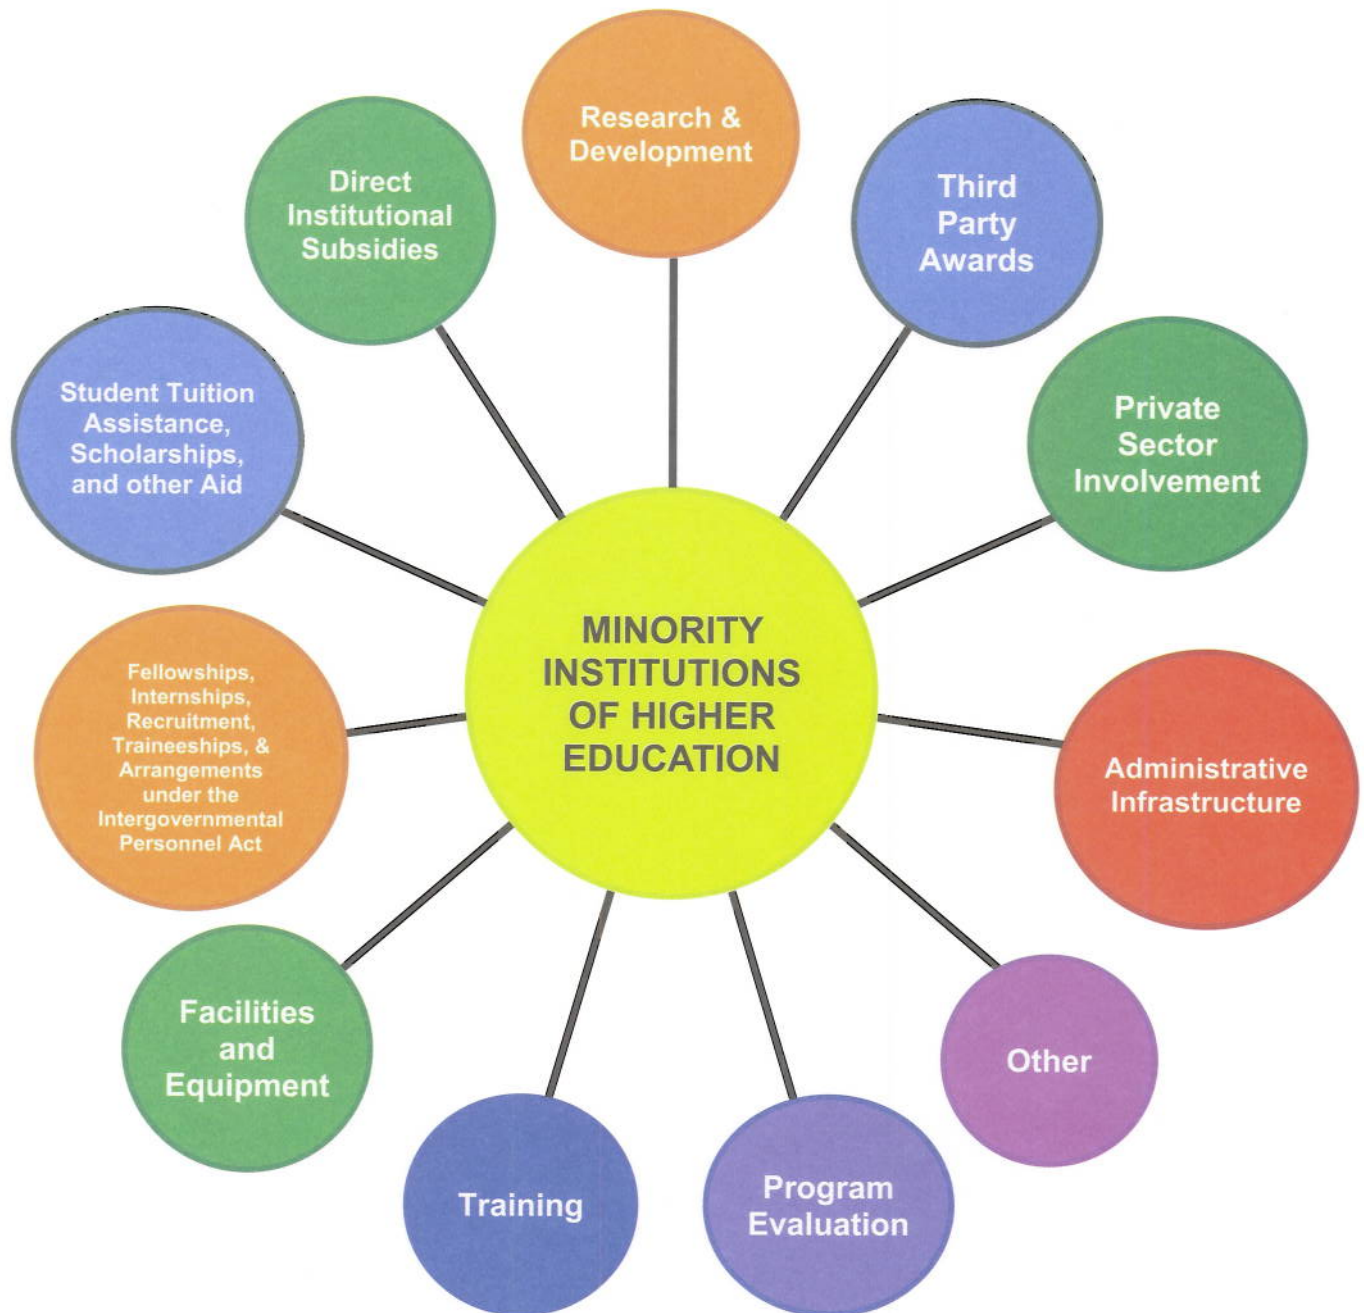 Research &
Development
Third
Party
Awards
Private
Sector
Involvement
Administrative
Infrastructure
Other
Program
Evaluation
Training
Facilities
and
Equipment
Fellowships,
Internships,
Recruitment,
Traineeships, &
Arrangements
under the
Intergovernmental
Personnel Act
Student Tuition
Assistance,
Scholarships,
and other Aid
Direct
Institutional
Subsidies
MINORITY
INSTITUTIONS
OF HIGHER
EDUCATION